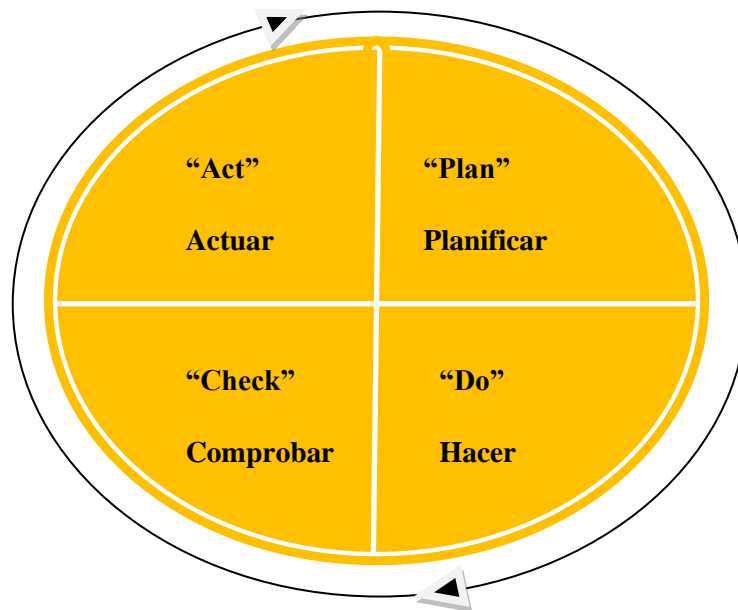 “Act”
Actuar
“Plan”
Planificar
“Check”
Comprobar
“Do”
Hacer